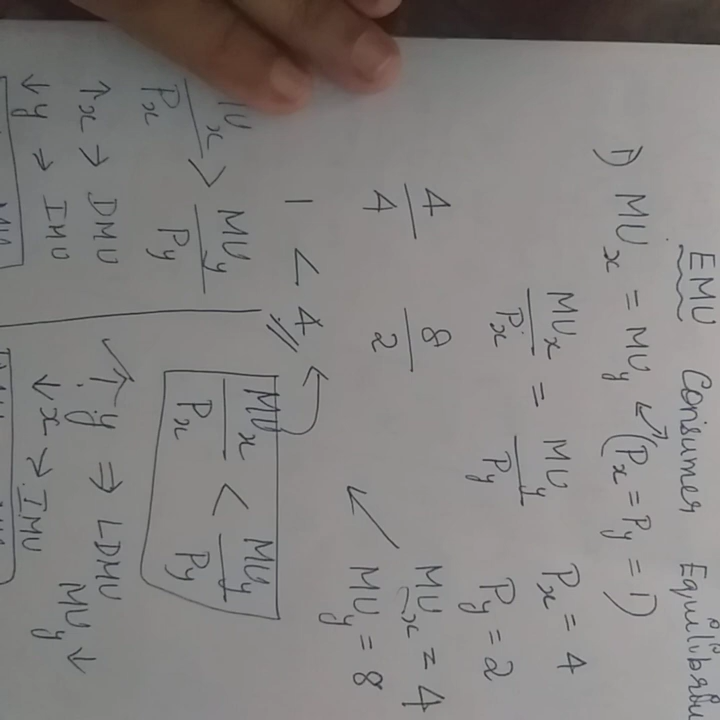 EMU Consumer
1) MUx = MUy ↙ (Px = Py = 1)
MUx/Px = MUy/Py
Px = 4
Py = 2
MUx = 4
MUy = 8
4/4 8/2
1 < 4
MUx/Px < MUy/Py
x/Px > MUy/Py
↑x → DMU
↓y ⇒ IMU
↑y ⇒ LDMU MUy ↓
↓x → IMU